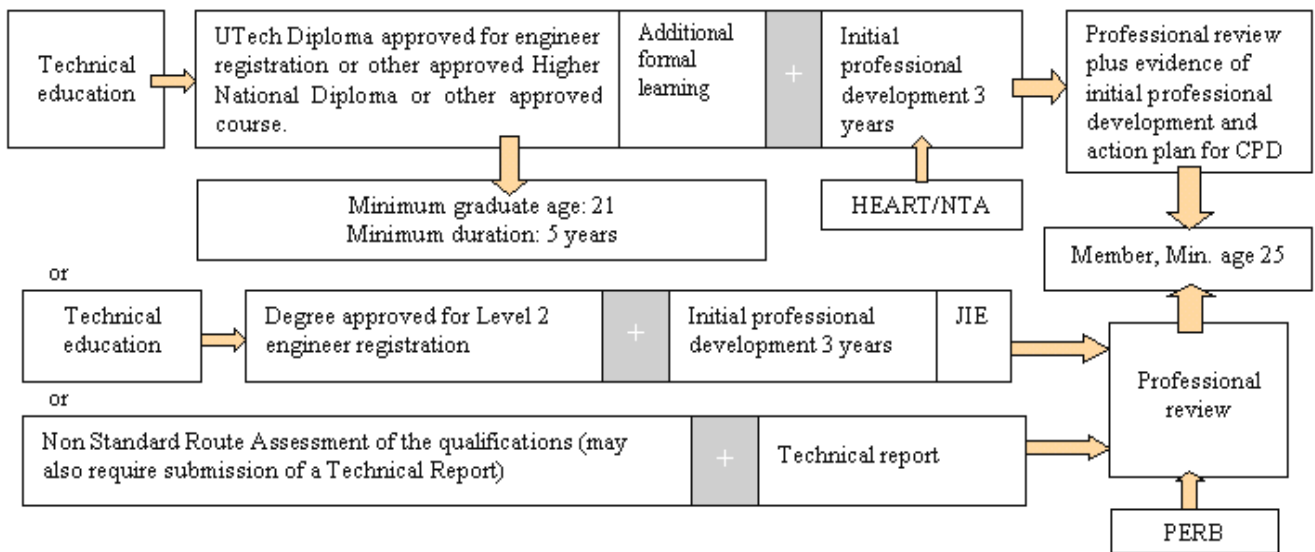 Technical
education
UTech Diploma approved for engineer
registration or other approved Higher
National Diploma or other approved
course.
Additional
formal
learning
+
Initial
professional
development 3
years
Professional review
plus evidence of
initial professional
development and
action plan for CPD
Minimum graduate age: 21
Minimum duration: 5 years
HEART/NTA
Member, Min. age 25
or
Technical
education
Degree approved for Level 2
engineer registration
+
Initial professional
development 3 years
JIE
Professional
review
or
Non Standard Route Assessment of the qualifications (may
also require submission of a Technical Report)
+
Technical report
PERB